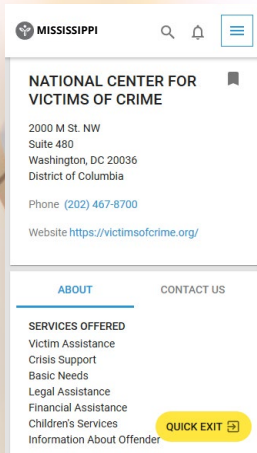 MISSISSIPPI
NATIONAL CENTER FOR
VICTIMS OF CRIME
2000 M St. NW
Suite 480
Washington, DC 20036
District of Columbia
Phone (202) 467-8700
Website https://victimsofcrime.org/
ABOUT
CONTACT US
SERVICES OFFERED
Victim Assistance
Crisis Support
Basic Needs
Legal Assistance
Financial Assistance
Children's Services
QUICK EXIT
Information About Offender